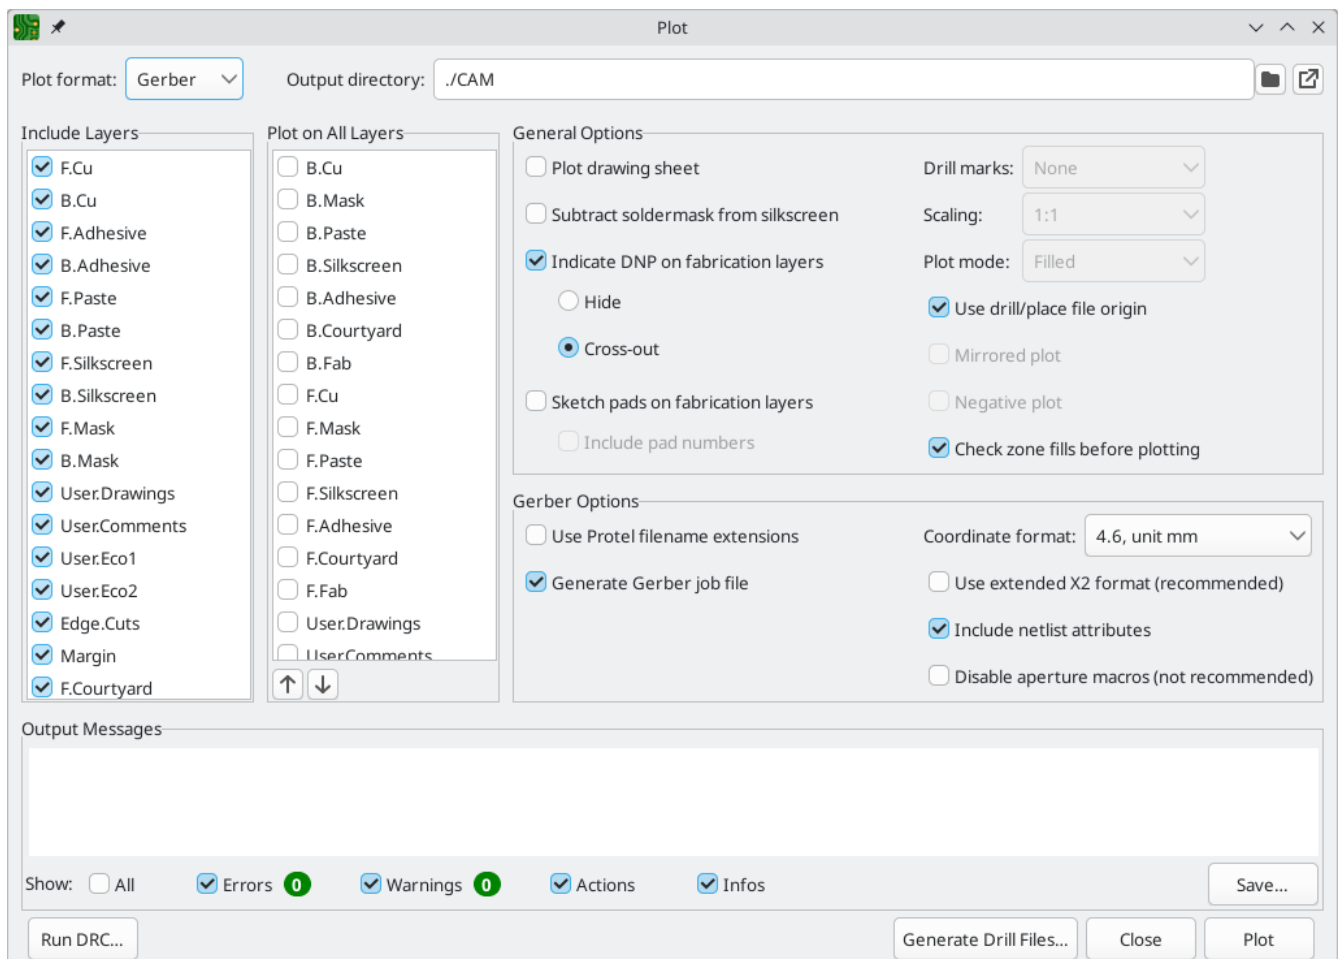 Plot
Plot format: Gerber
Output directory: ./CAM
Include Layers
F.Cu
B.Cu
F.Adhesive
B.Adhesive
F.Paste
B.Paste
F.Silkscreen
B.Silkscreen
F.Mask
B.Mask
User.Drawings
User.Comments
User.Eco1
User.Eco2
Edge.Cuts
Margin
F.Courtyard
Plot on All Layers
B.Cu
B.Mask
B.Paste
B.Silkscreen
B.Adhesive
B.Courtyard
B.Fab
F.Cu
F.Mask
F.Paste
F.Silkscreen
F.Adhesive
F.Courtyard
F.Fab
User.Drawings
User.Comments
General Options
Plot drawing sheet
Subtract soldermask from silkscreen
Indicate DNP on fabrication layers
Hide
Cross-out
Sketch pads on fabrication layers
Include pad numbers
Drill marks: None
Scaling: 1:1
Plot mode: Filled
Use drill/place file origin
Mirrored plot
Negative plot
Check zone fills before plotting
Gerber Options
Use Protel filename extensions
Generate Gerber job file
Coordinate format: 4.6, unit mm
Use extended X2 format (recommended)
Include netlist attributes
Disable aperture macros (not recommended)
Output Messages
Show: All Errors 0 Warnings 0 Actions Infos Save...
Run DRC... Generate Drill Files... Close Plot